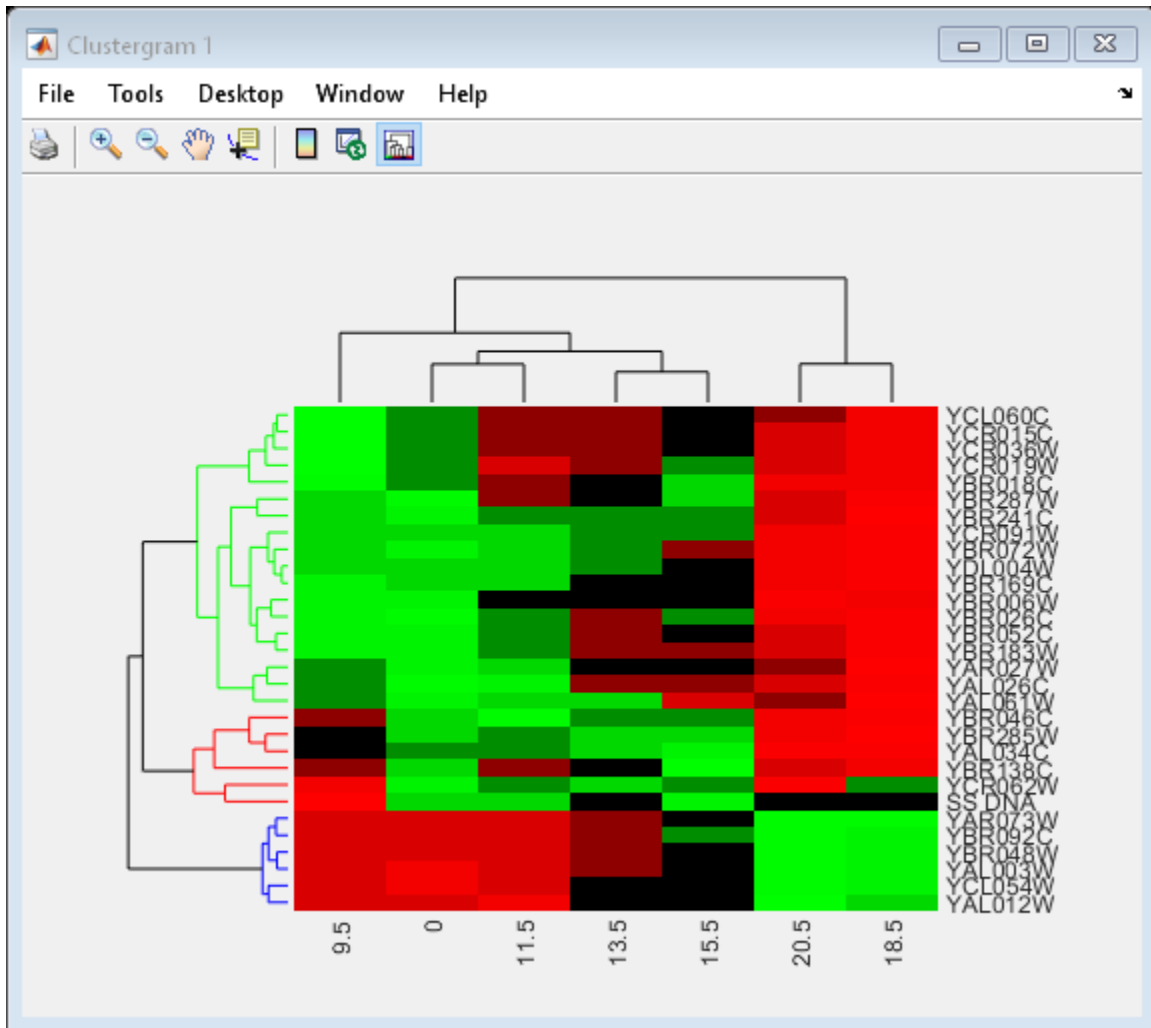 Clustergram 1
File Tools Desktop Window Help
YCL060C
YCR015C
YCR036W
YCR019W
YBR018C
YBR287W
YBR241C
YCR091W
YBR072W
YDL004W
YBR169C
YBR006W
YBR026C
YBR052C
YBR183W
YAR027W
YAL026C
YAL061W
YBR046C
YBR285W
YAL034C
YBR138C
YCR062W
SS DNA
YAR073W
YBR092C
YBR048W
YAL003W
YCL054W
YAL012W
9.5 0 11.5 13.5 15.5 20.5 18.5